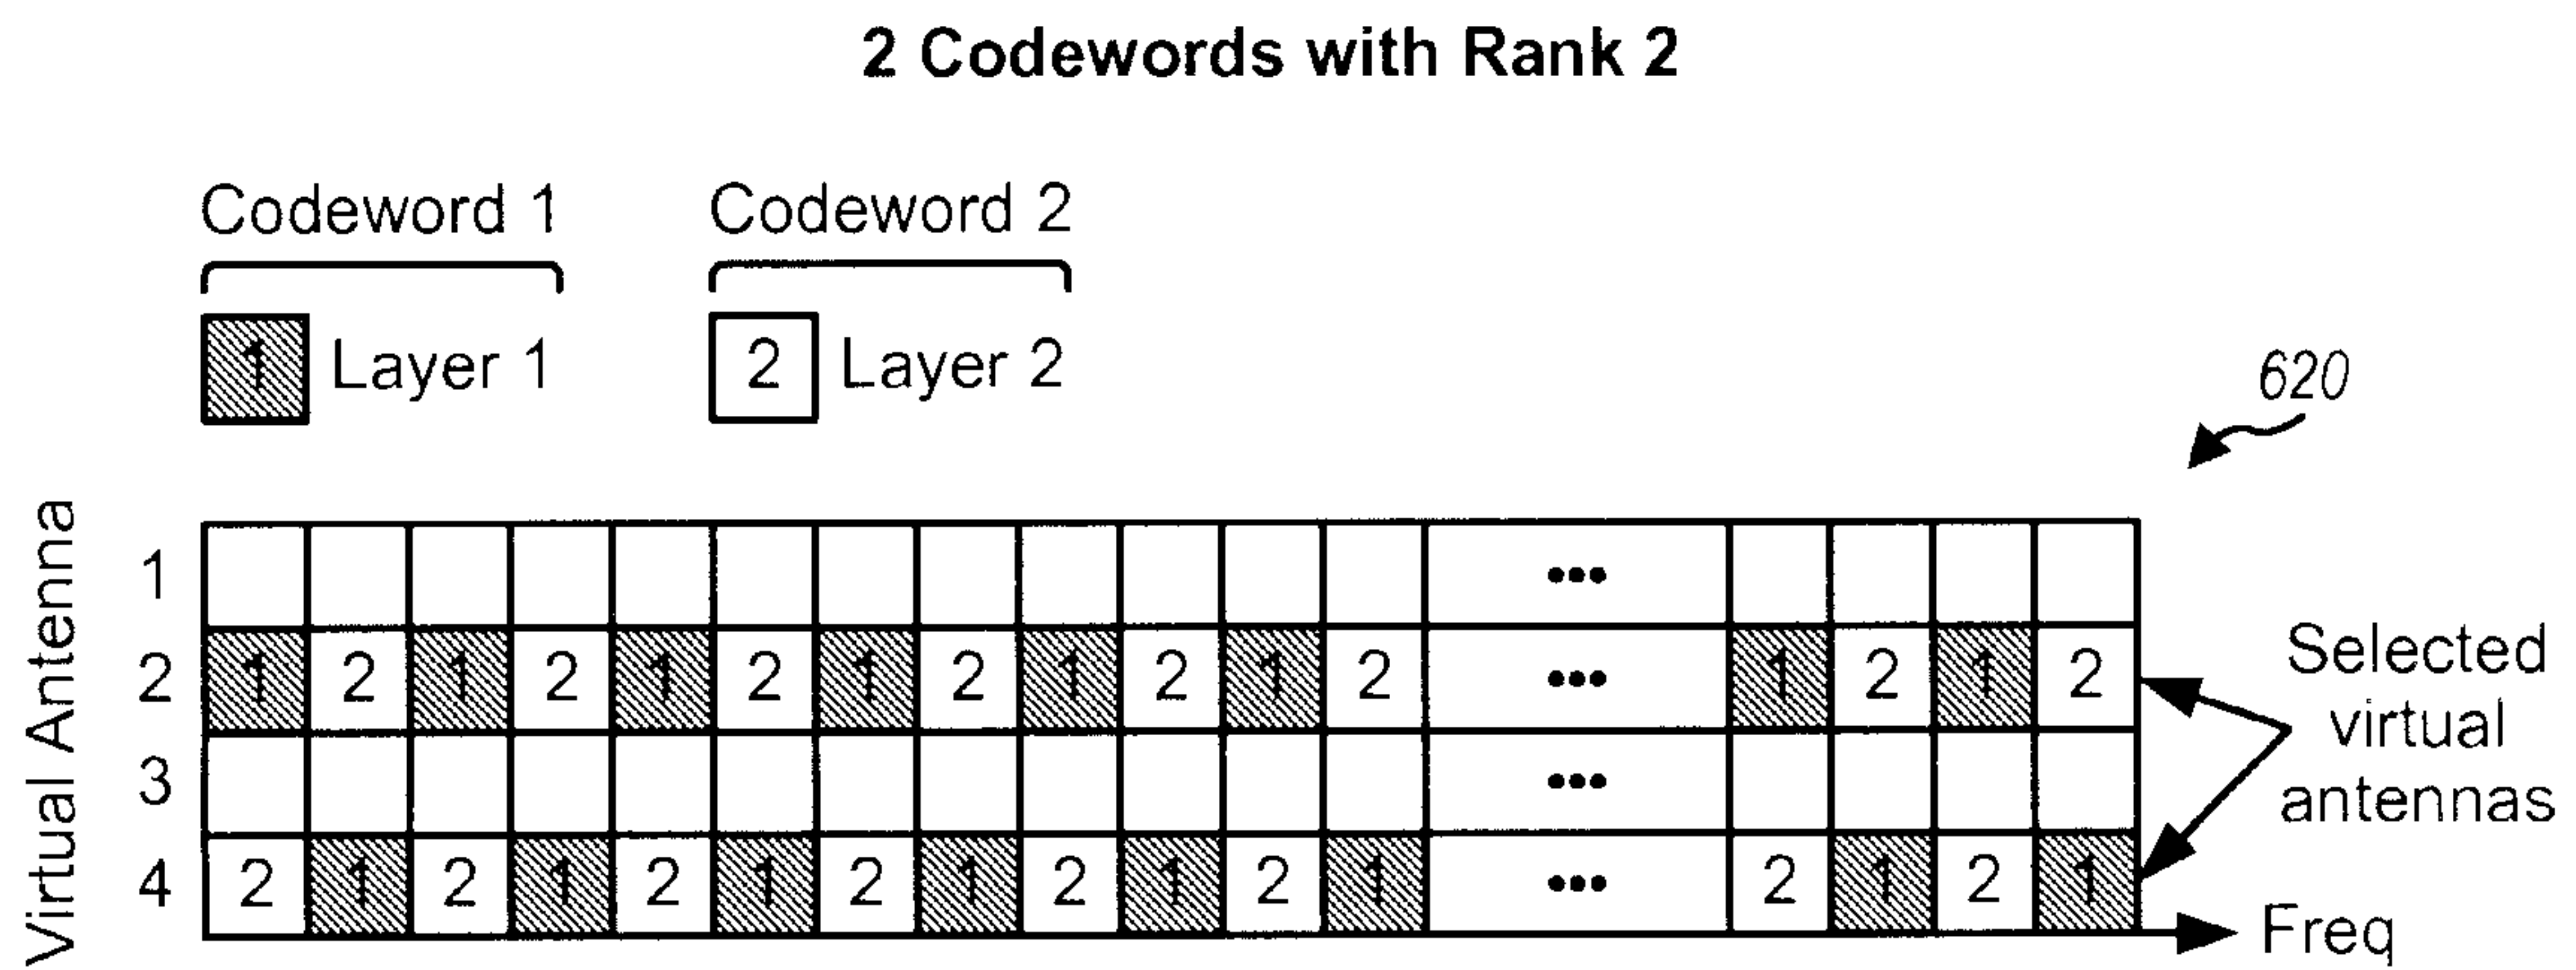 2 Codewords with Rank 2
Codeword 1 Codeword 2
1 Layer 1 2 Layer 2
620
Virtual Antenna
1 •••
2 1 2 1 2 1 2 1 2 1 2 1 2 ••• 1 2 1 2
3 •••
4 2 1 2 1 2 1 2 1 2 1 2 1 ••• 2 1 2 1
Selected
virtual
antennas
Freq